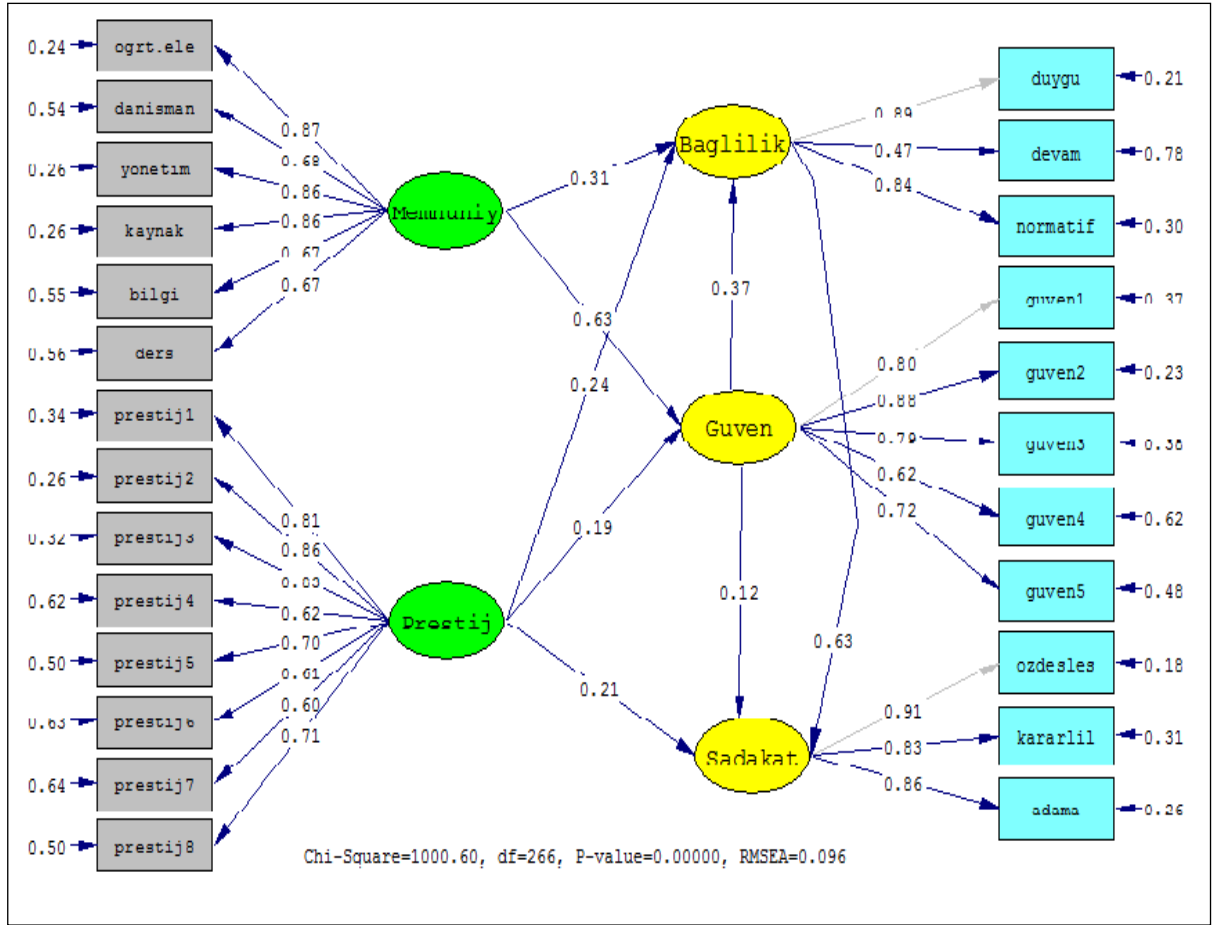 0.24
ogrt.ele
0.54
danisman
0.26
yonetim
0.26
kaynak
0.55
bilgi
0.56
ders
0.34
prestij1
0.26
prestij2
0.32
prestij3
0.62
prestij4
0.50
prestij5
0.63
prestij6
0.64
prestij7
0.50
prestij8
0.87
0.68
0.86
0.86
0.67
0.67
0.81
0.86
0.83
0.62
0.70
0.61
0.60
0.71
Memnuniy
Prestij
0.31
0.63
0.24
0.19
0.21
Baglilik
0.37
Guven
0.12
0.63
Sadakat
0.89
0.47
0.84
0.80
0.88
0.79
0.62
0.72
0.91
0.83
0.86
duygu
0.21
devam
0.78
normatif
0.30
guven1
0.37
guven2
0.23
guven3
guven4
0.62
guven5
0.48
ozdesles
0.18
kararlil
0.31
adama
0.26
Chi-Square=1000.60, df=266, P-value=0.00000, RMSEA=0.096